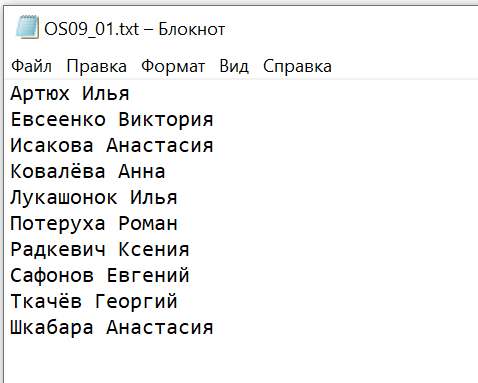 OS09_01.txt – Блокнот
Файл Правка Формат Вид Справка
Артюх Илья
Евсеенко Виктория
Исакова Анастасия
Ковалёва Анна
Лукашонок Илья
Потеруха Роман
Радкевич Ксения
Сафонов Евгений
Ткачёв Георгий
Шкабара Анастасия